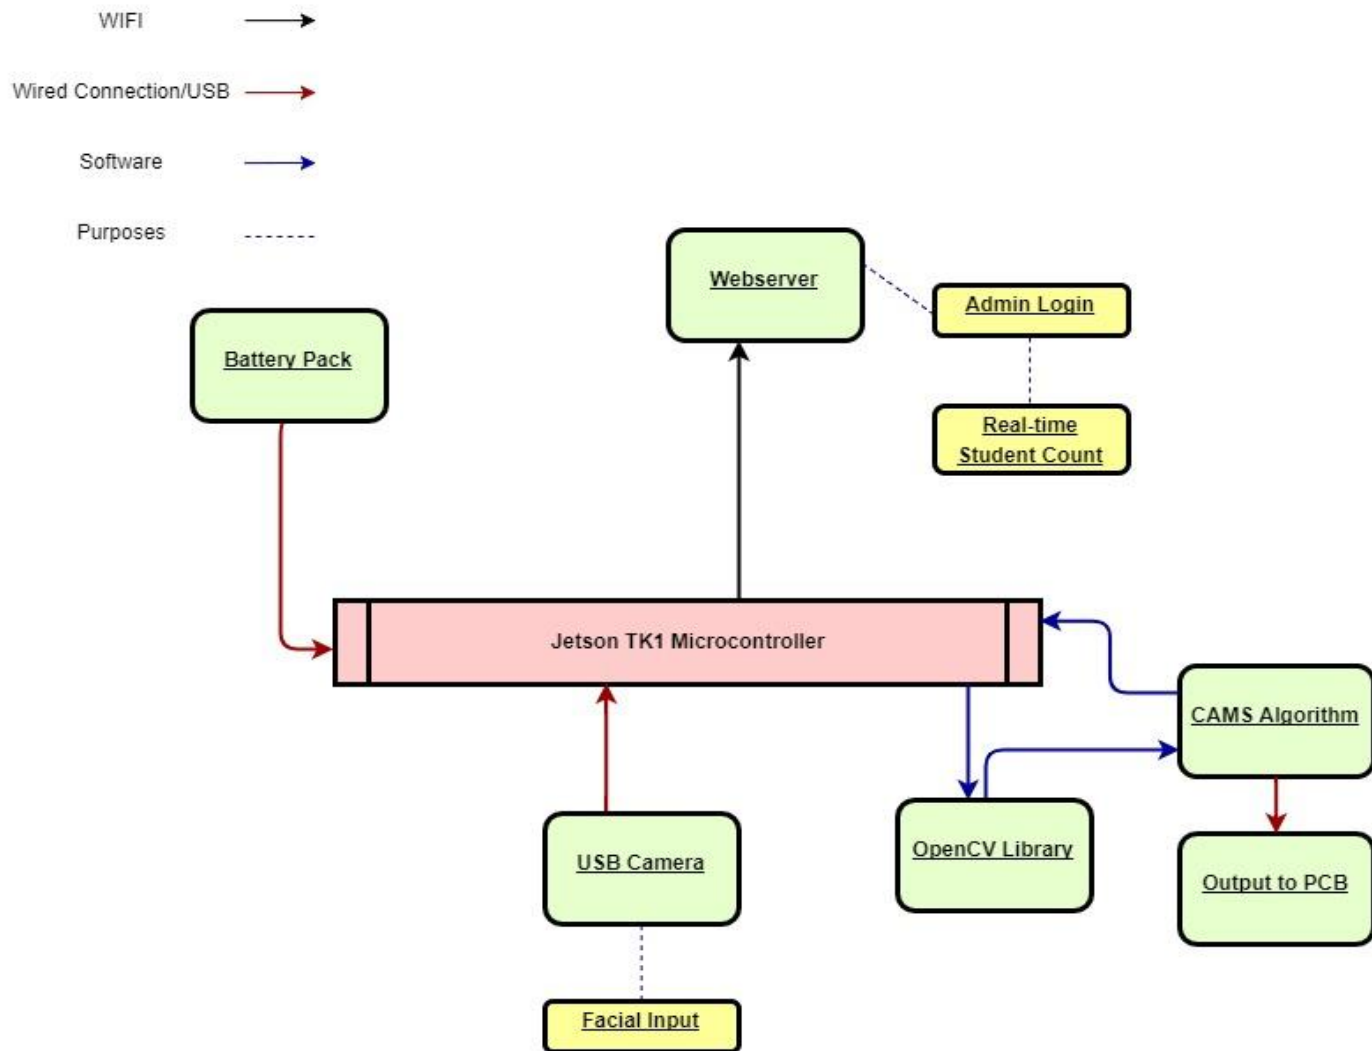 WIFI
Wired Connection/USB
Software
Purposes
Webserver
Admin Login
Battery Pack
Real-time
Student Count
Jetson TK1 Microcontroller
CAMS Algorithm
USB Camera
OpenCV Library
Output to PCB
Facial Input